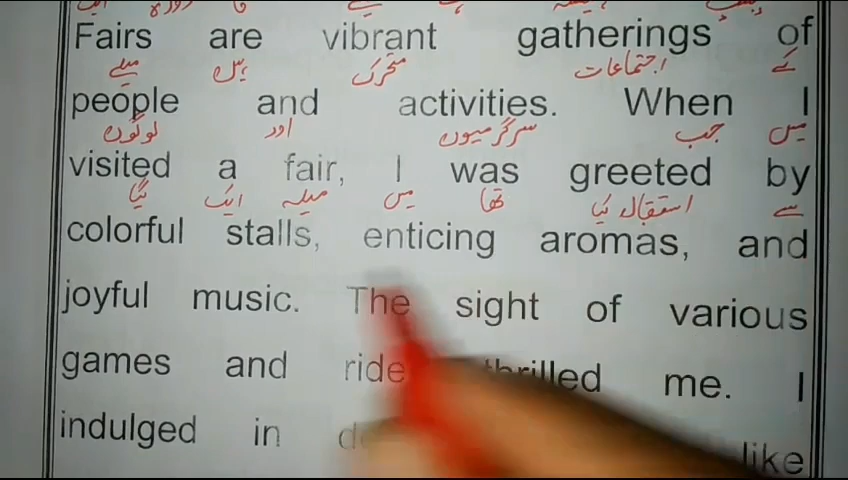 Fairs are vibrant gatherings of
میلے ہیں متحرک اجتماعات کے
people and activities. When I
لوگوں اور سرگرمیوں جب میں
visited a fair, I was greeted by
گیا ایک میلہ میں تھا استقبال کیا سے
colorful stalls, enticing aromas, and
joyful music. The sight of various
games and thrilled me. I
indulged in like